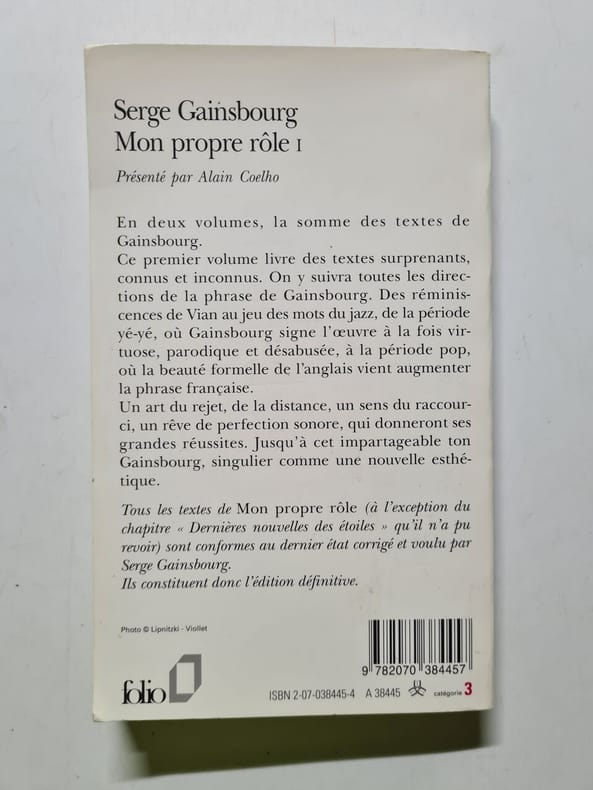 Serge Gainsbourg
Mon propre rôle I
Présenté par Alain Coelho
En deux volumes, la somme des textes de
Gainsbourg.
Ce premier volume livre des textes surprenants,
connus et inconnus. On y suivra toutes les direc-
tions de la phrase de Gainsbourg. Des réminis-
cences de Vian au jeu des mots du jazz, de la période
yé-yé, où Gainsbourg signe l'œuvre à la fois vir-
tuose, parodique et désabusée, à la période pop,
où la beauté formelle de l'anglais vient augmenter
la phrase française.
Un art du rejet, de la distance, un sens du raccour-
ci, un rêve de perfection sonore, qui donneront ses
grandes réussites. Jusqu'à cet impartageable ton
Gainsbourg, singulier comme une nouvelle esthé-
tique.
Tous les textes de Mon propre rôle (à l'exception du
chapitre « Dernières nouvelles des étoiles » qu'il n'a pu
revoir) sont conformes au dernier état corrigé et voulu par
Serge Gainsbourg.
Ils constituent donc l'édition définitive.
Photo © Lipnitzki - Viollet
9 782070 384457
folio
ISBN 2-07-038445-4 A 38445 catégorie 3